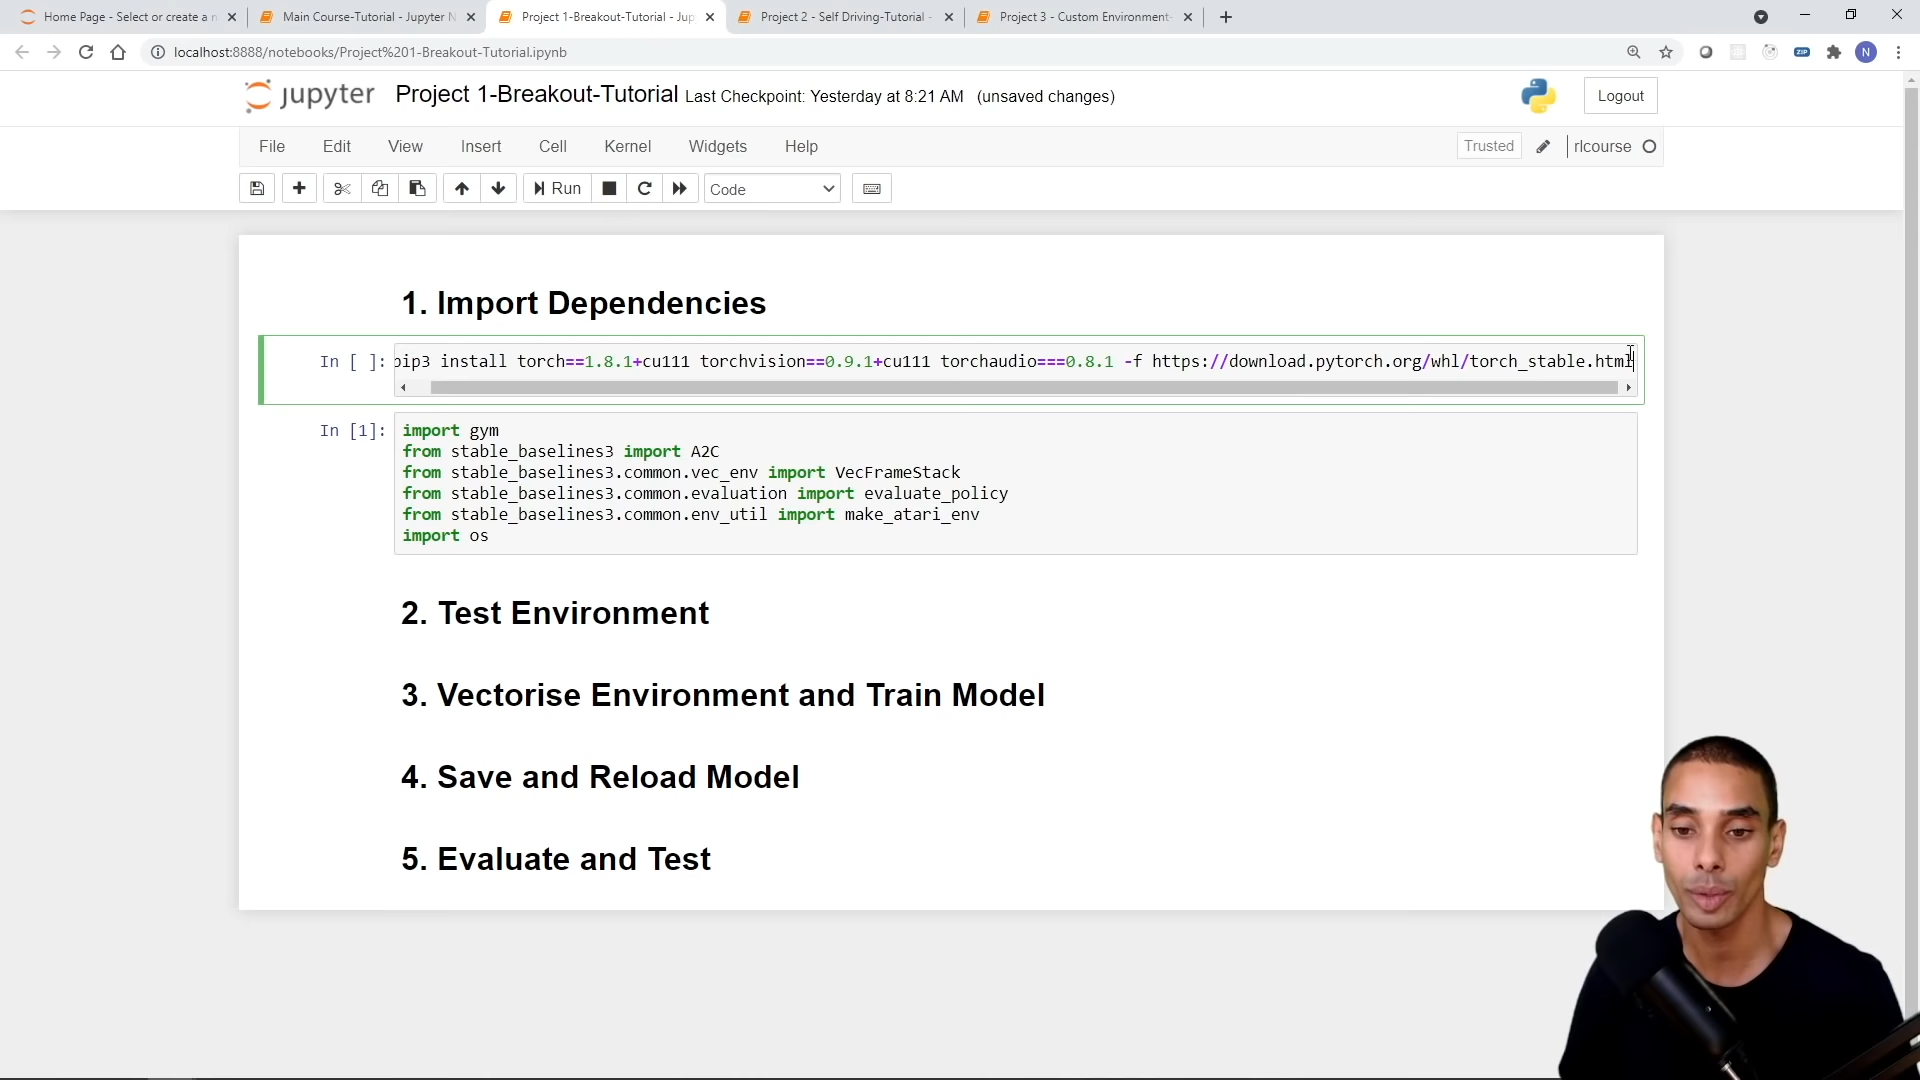 Home Page - Select or create a n
Main Course-Tutorial - Jupyter N
Project 1-Breakout-Tutorial - Jup
Project 2 - Self Driving-Tutorial -
Project 3 - Custom Environment-
localhost:8888/notebooks/Project%201-Breakout-Tutorial.ipynb
ZIP
N
jupyter Project 1-Breakout-Tutorial Last Checkpoint: Yesterday at 8:21 AM (unsaved changes)
Logout
File Edit View Insert Cell Kernel Widgets Help
Trusted
rlcourse
Run
Code
1. Import Dependencies
In [ ]: pip3 install torch==1.8.1+cu111 torchvision==0.9.1+cu111 torchaudio===0.8.1 -f https://download.pytorch.org/whl/torch_stable.html
In [1]: import gym
from stable_baselines3 import A2C
from stable_baselines3.common.vec_env import VecFrameStack
from stable_baselines3.common.evaluation import evaluate_policy
from stable_baselines3.common.env_util import make_atari_env
import os
2. Test Environment
3. Vectorise Environment and Train Model
4. Save and Reload Model
5. Evaluate and Test